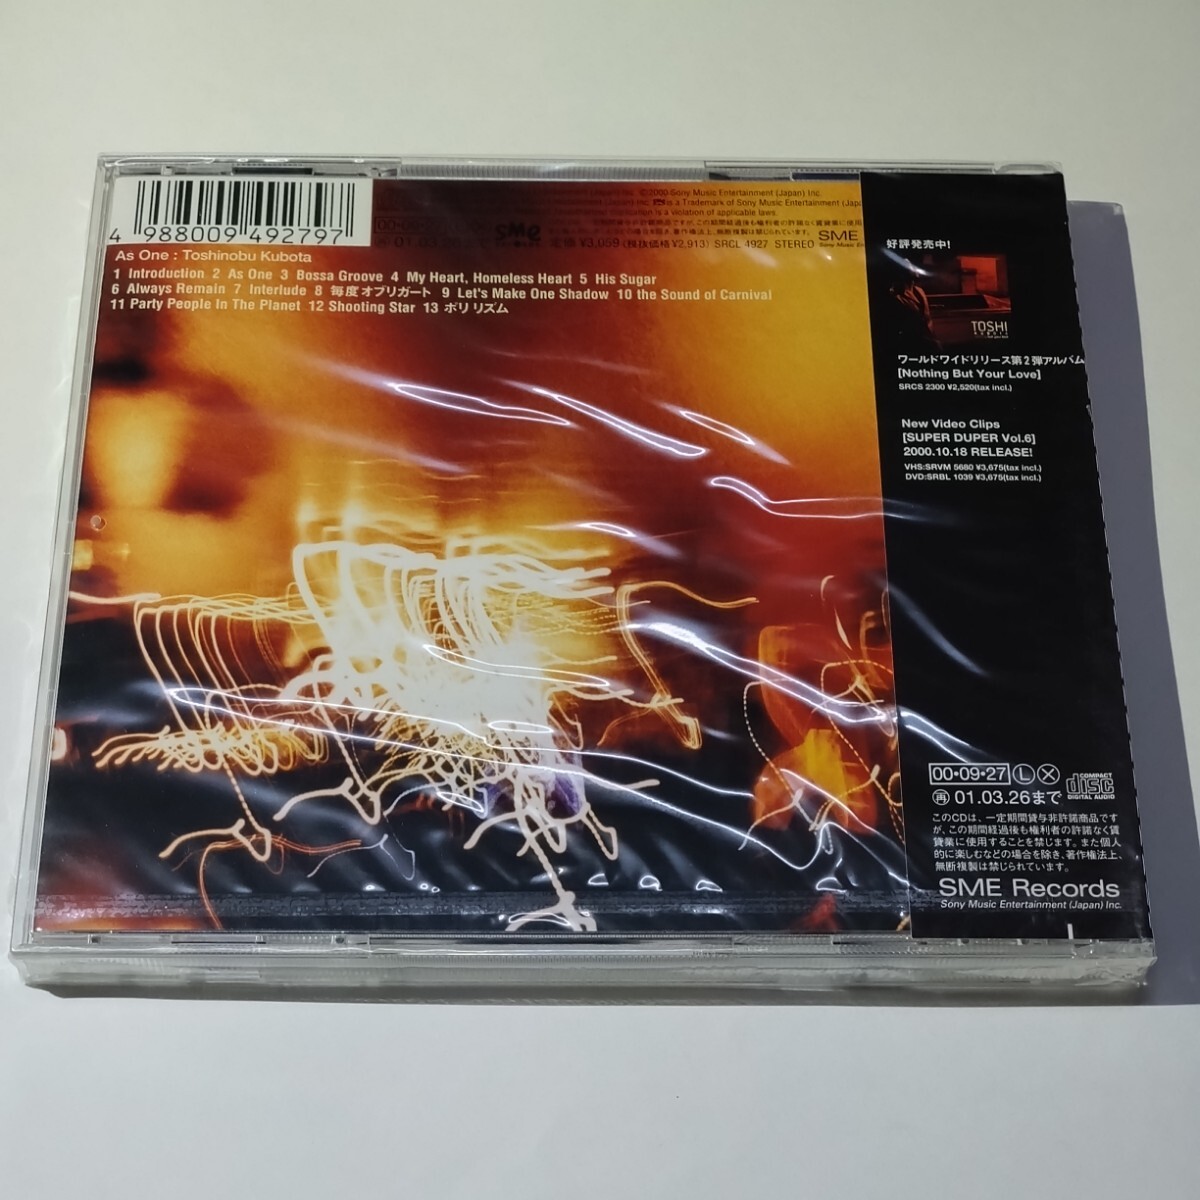 4 988009 492797
As One : Toshinobu Kubota
1 Introduction 2 As One 3 Bossa Groove 4 My Heart, Homeless Heart 5 His Sugar
6 Always Remain 7 Interlude 8 毎度 オブリガート 9 Let's Make One Shadow 10 the Sound of Carnival
11 Party People In The Planet 12 Shooting Star 13 ポリ リズム
(Japan) Inc. ©2000 Sony Music Entertainment (Japan) Inc.
is a Trademark of Sony Music Entertainment (Japan
is a violation of applicable laws.
01.03.26
定価 ¥3,059 (税抜価格 ¥2,913) SRCL 4927 STEREO
SME
Sony Music
好評発売中!
TOSHI
ワールドワイドリリース第2弾アルバム
[Nothing But Your Love]
SRCS 2300 ¥2,520(tax incl.)
New Video Clips
[SUPER DUPER Vol.6]
2000.10.18 RELEASE!
VHS:SRVM 5680 ¥3,675(tax incl.)
DVD:SRBL 1039 ¥3,675(tax incl.)
00•09•27 L X
再 01.03.26まで
COMPACT
disc
DIGITAL AUDIO
このCDは、一定期間貸与非許諾商品です
が、この期間経過後も権利者の許諾なく賃
貸業に使用することを禁じます。また個人
的に楽しむなどの場合を除き、著作権法上、
無断複製は禁じられています。
SME Records
Sony Music Entertainment (Japan) Inc.